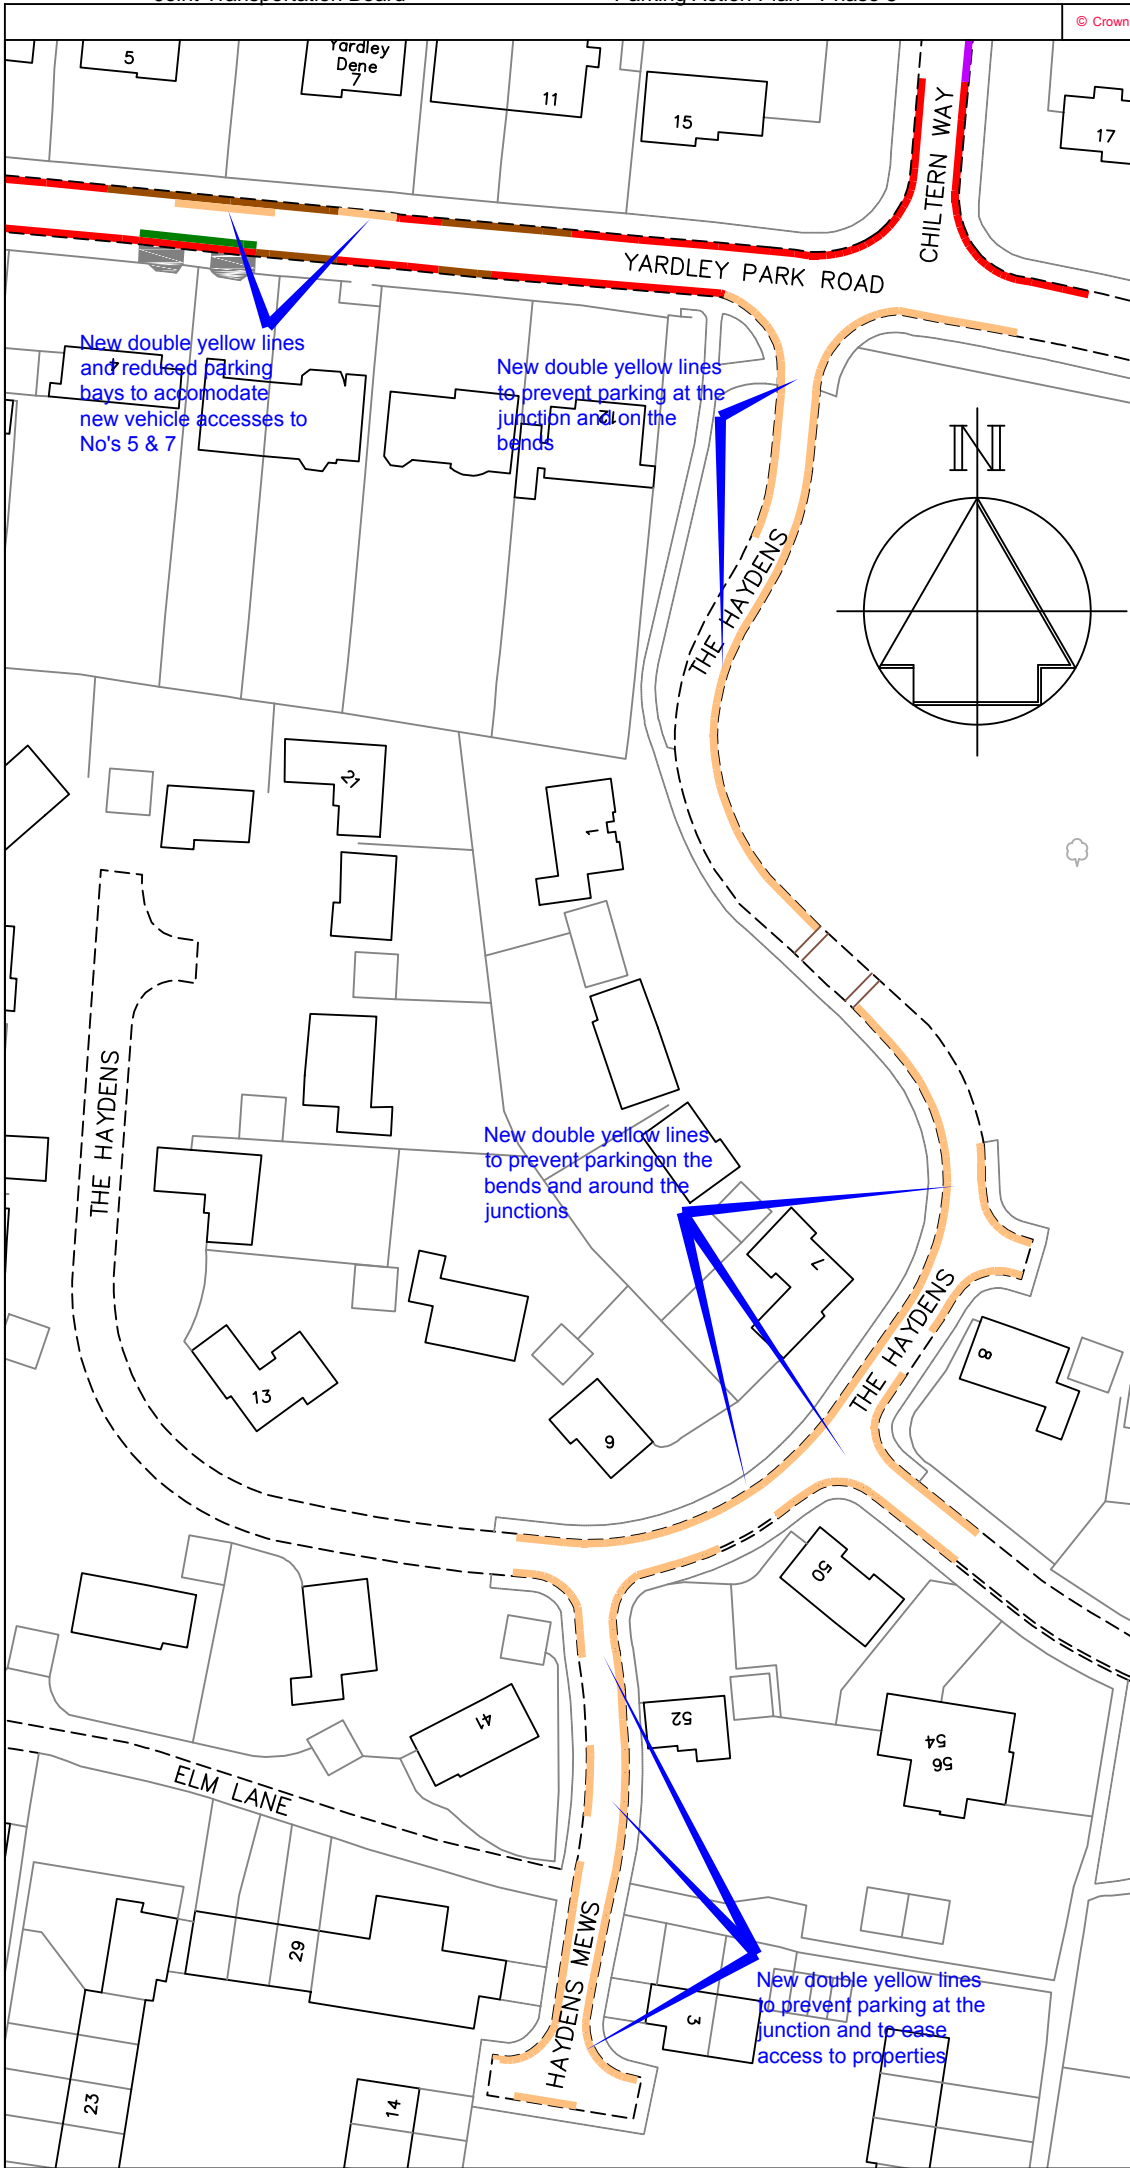 © Crown
5
Yardley
Dene
7
11
15
17
CHILTERN WAY
YARDLEY PARK ROAD
New double yellow lines
and reduced parking
bays to accomodate
new vehicle accesses to
No's 5 & 7
4
New double yellow lines
to prevent parking at the
junction and on the
bends
12
N
THE HAYDENS
21
1
THE HAYDENS
New double yellow lines
to prevent parkingon the
bends and around the
junctions
7
THE HAYDENS
8
13
9
50
41
52
54
56
ELM LANE
29
HAYDENS MEWS
3
New double yellow lines
to prevent parking at the
junction and to ease
access to properties
23
14